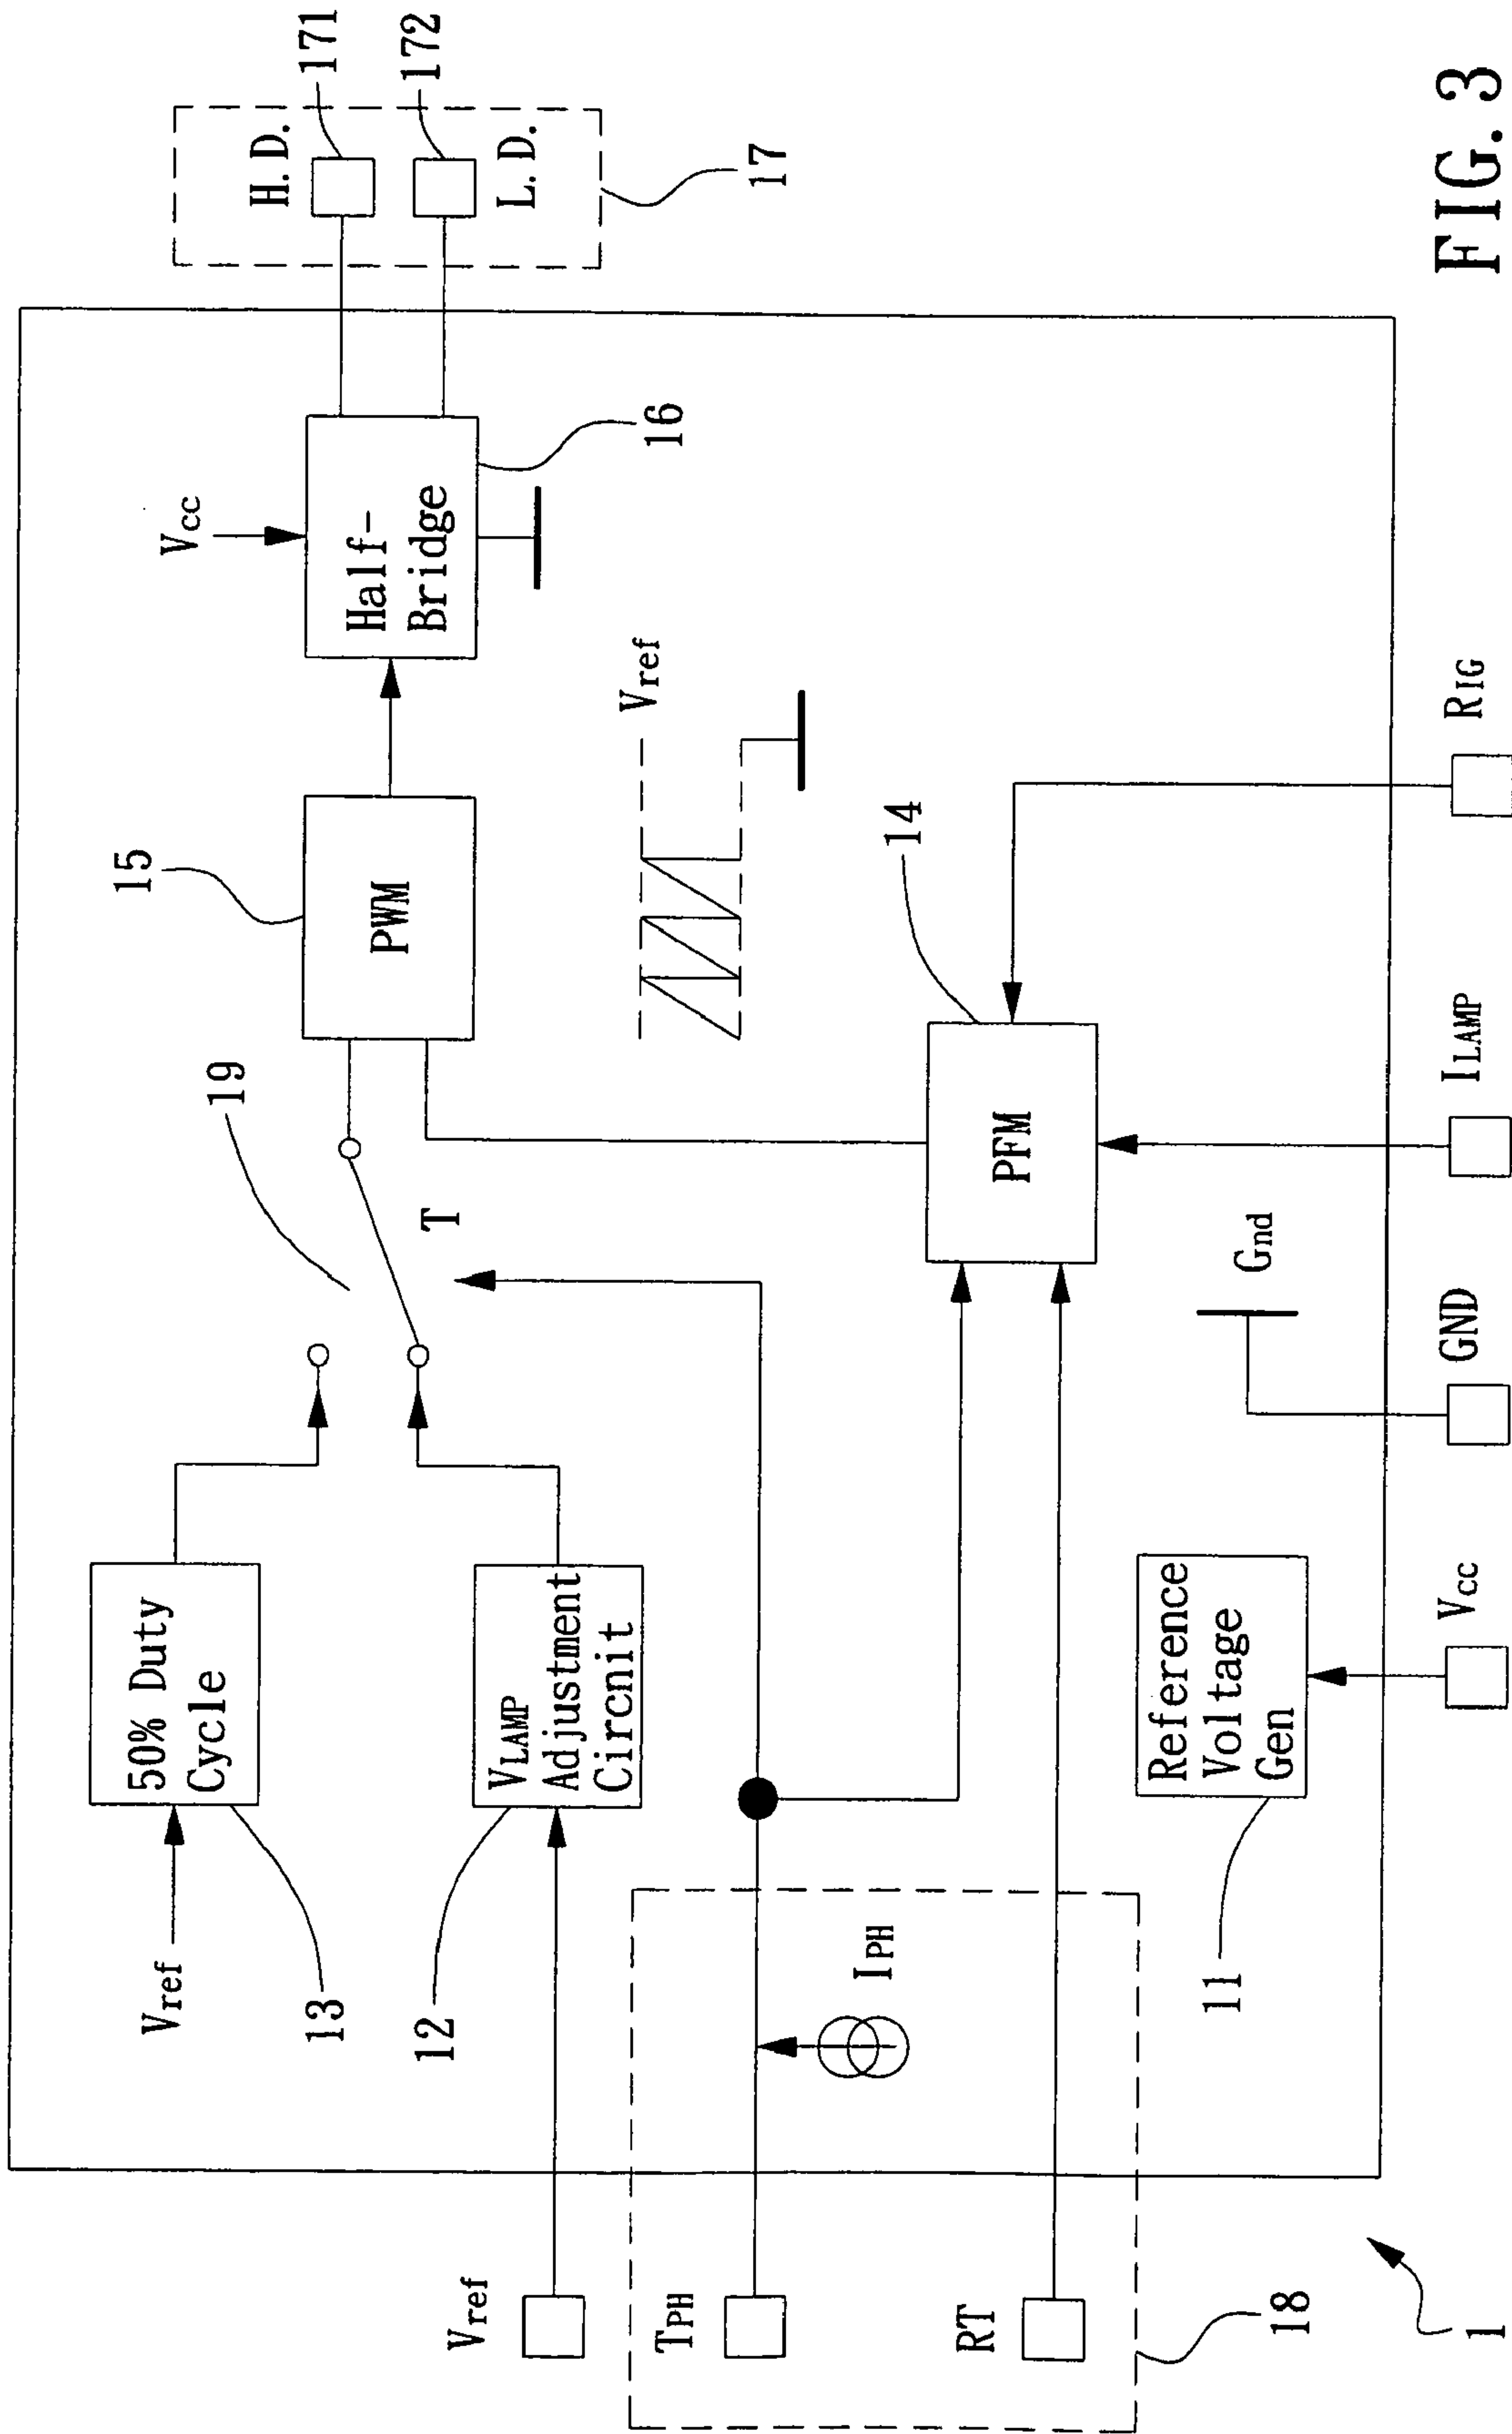 171
H. D.
172
L. D.
17
Vcc
Half-
Bridge
16
15
PWM
Vref
19
T
14
PFM
RIG
ILAMP
Gnd
GND
50% Duty
Cycle
Vref
13
VLAMP
Adjustment
Circnit
12
Reference
Voltage
Gen
11
Vcc
IPH
Vref
TPH
RT
18
1
FIG. 3